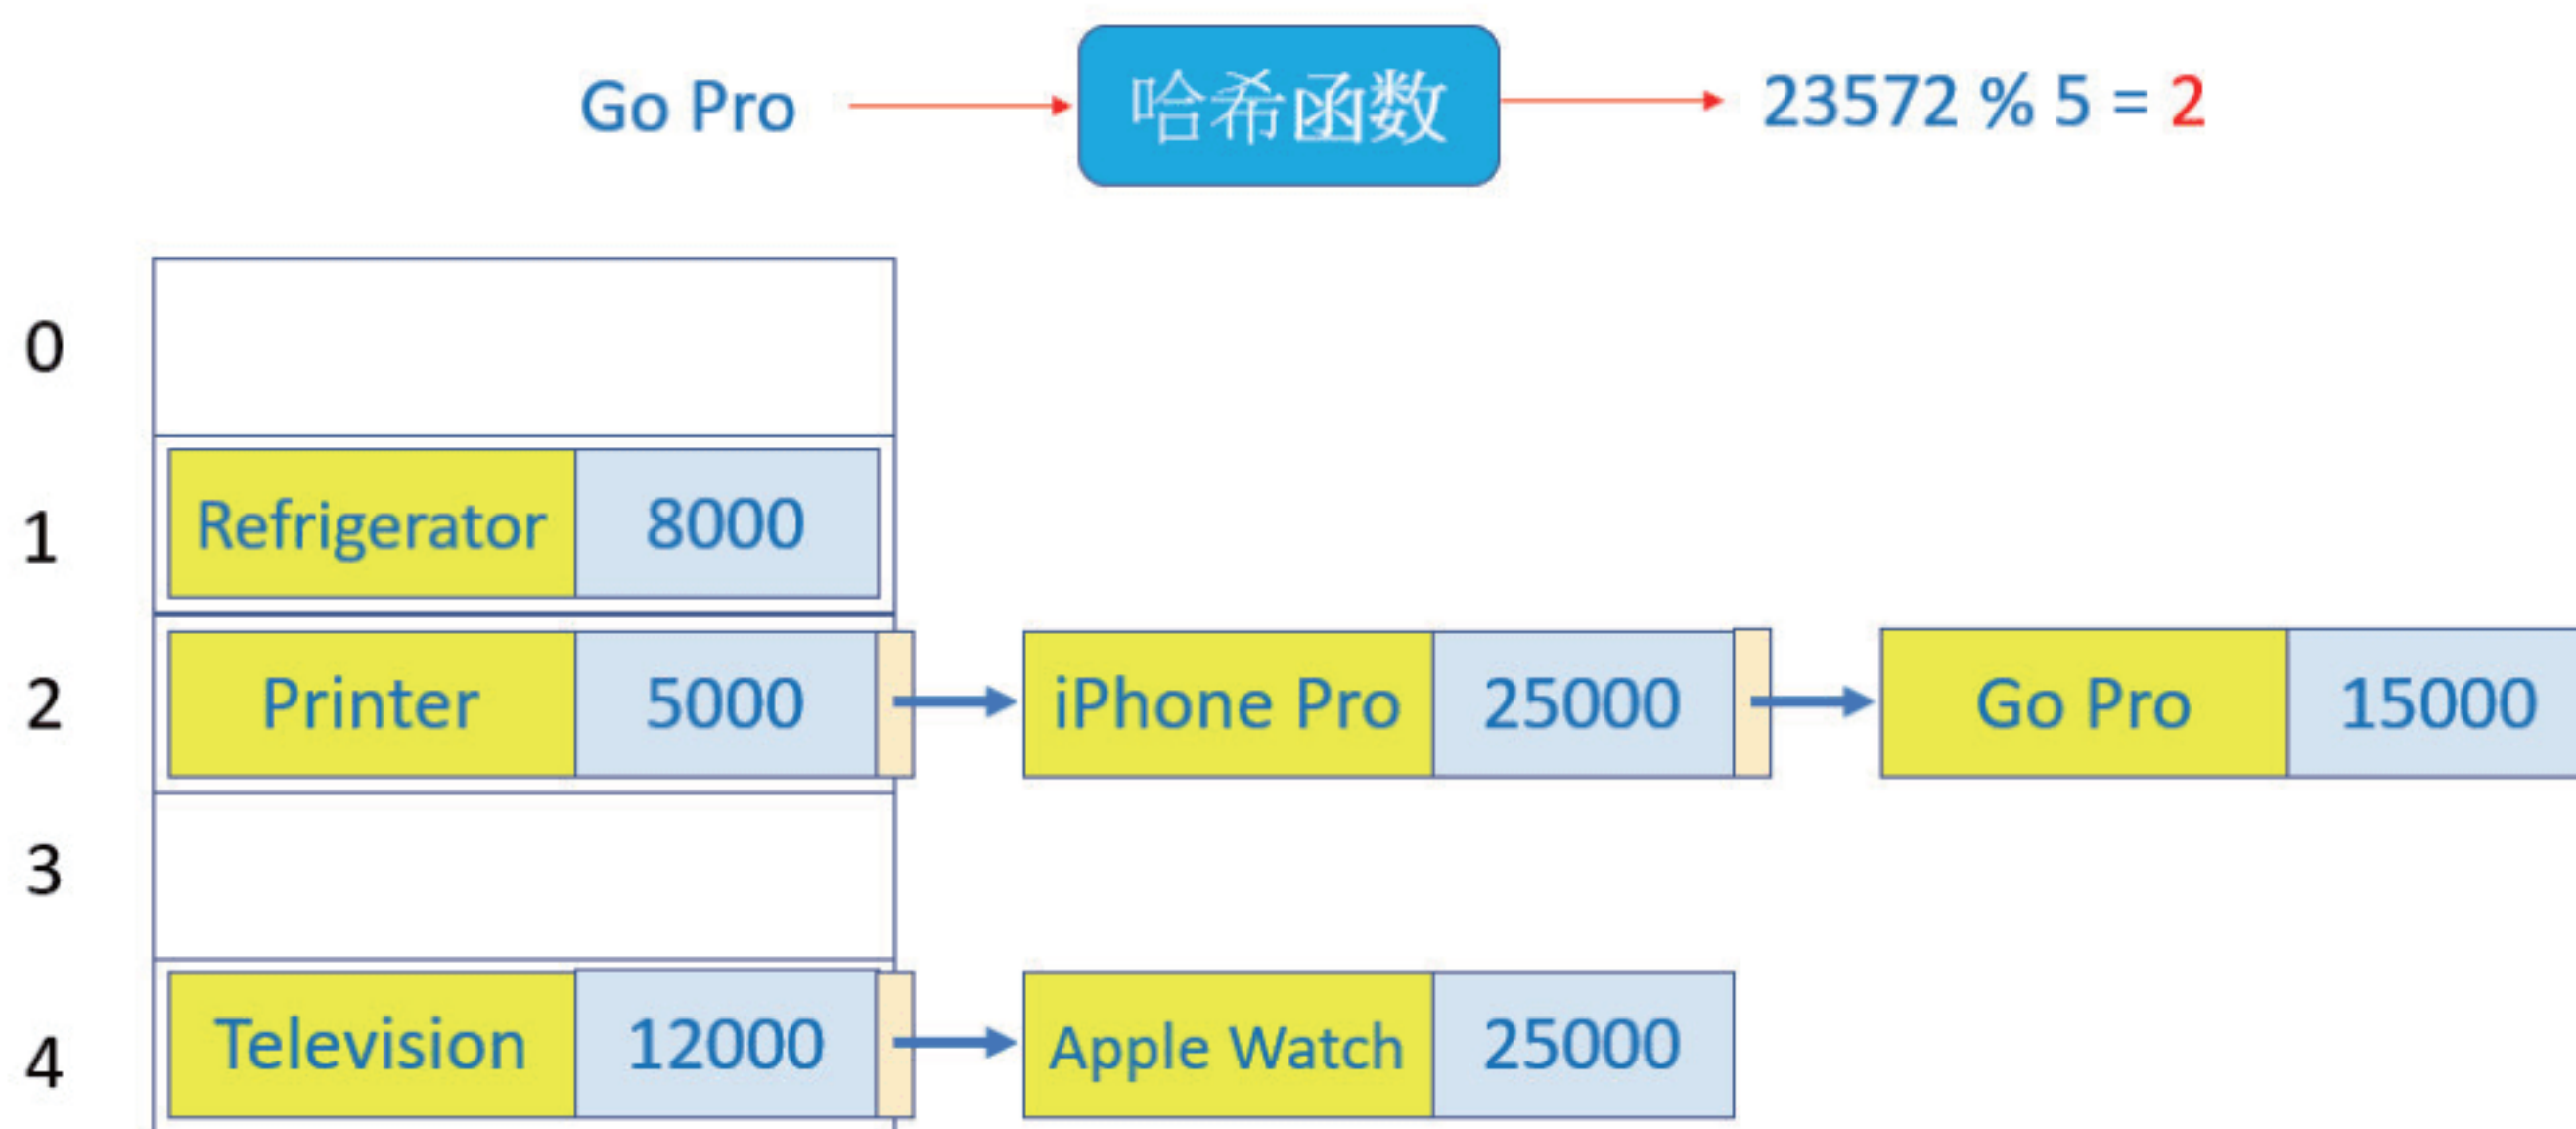 Go Pro 哈希函数 23572 % 5 = 2
0
1 Refrigerator 8000
2 Printer 5000 iPhone Pro 25000 Go Pro 15000
3
4 Television 12000 Apple Watch 25000